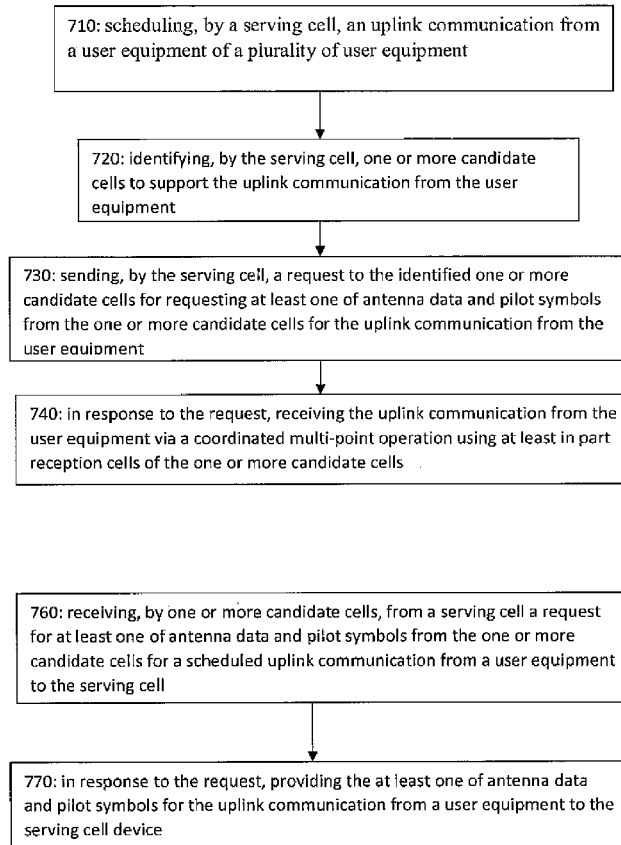 710: scheduling, by a serving cell, an uplink communication from
a user equipment of a plurality of user equipment
720: identifying, by the serving cell, one or more candidate
cells to support the uplink communication from the user
equipment
730: sending, by the serving cell, a request to the identified one or more
candidate cells for requesting at least one of antenna data and pilot symbols
from the one or more candidate cells for the uplink communication from the
user equipment
740: in response to the request, receiving the uplink communication from the
user equipment via a coordinated multi-point operation using at least in part
reception cells of the one or more candidate cells
760: receiving, by one or more candidate cells, from a serving cell a request
for at least one of antenna data and pilot symbols from the one or more
candidate cells for a scheduled uplink communication from a user equipment
to the serving cell
770: in response to the request, providing the at least one of antenna data
and pilot symbols for the uplink communication from a user equipment to the
serving cell device